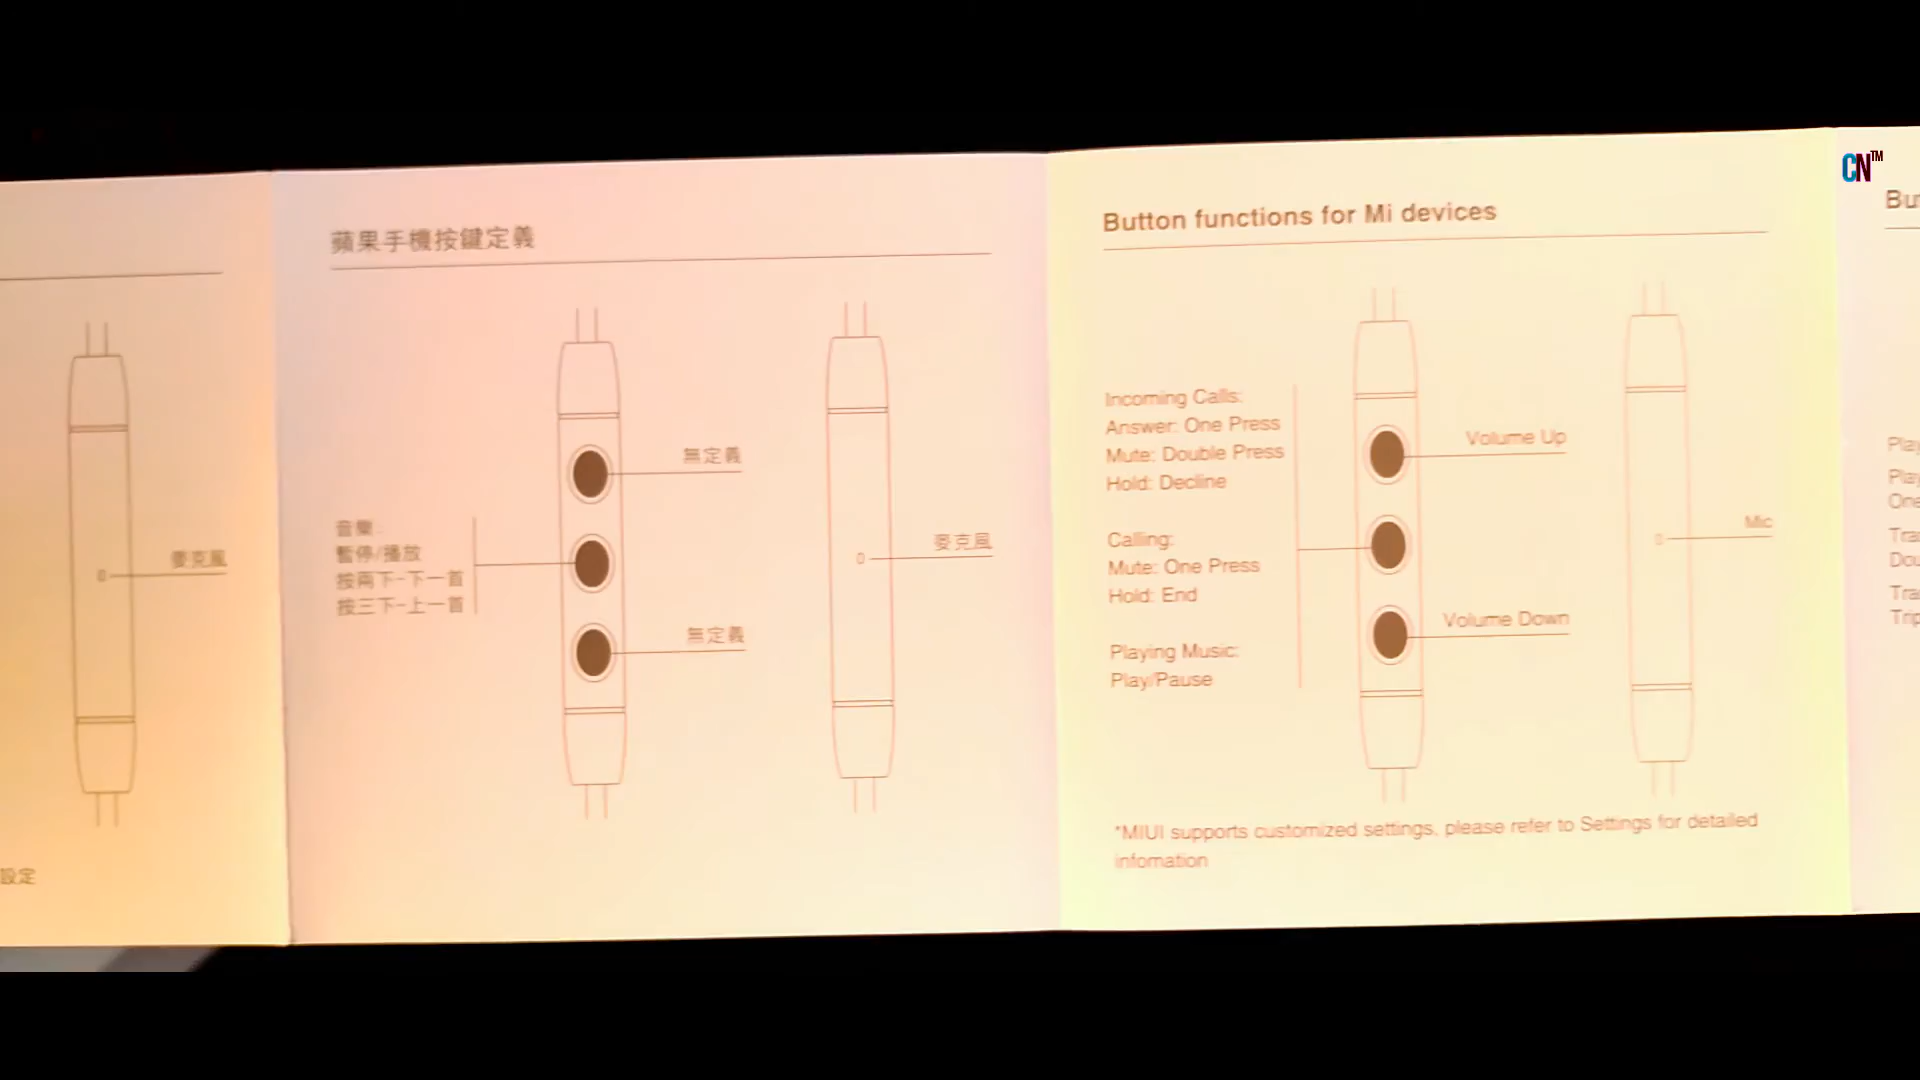 麥克風
設定
蘋果手機按鍵定義
無定義
音樂:
暫停/播放
按兩下-下一首
按三下-上一首
無定義
麥克風
Button functions for Mi devices
Incoming Calls:
Answer: One Press
Mute: Double Press
Hold: Decline
Calling:
Mute: One Press
Hold: End
Playing Music:
Play/Pause
Volume Up
Volume Down
Mic
*MIUI supports customized settings, please refer to Settings for detailed
infomation
CN™